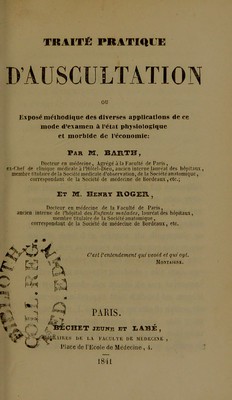 TRAITÉ PRATIQUE
D'AUSCULTATION
OU
Exposé méthodique des diverses applications de ce
mode d'examen à l'état physiologique
et morbide de l'économie:
PAR M. BARTH,
Docteur en médecine, Agrégé à la Faculté de Paris,
ex-Chef de clinique médicale à l'Hôtel-Dieu, ancien interne lauréat des hôpitaux,
membre titulaire de la Société médicale d'observation, de la Société anatomique,
correspondant de la Société de médecine de Bordeaux, etc.;
ET M. HENRY ROGER,
Docteur en médecine de la Faculté de Paris,
ancien interne de l'hôpital des Enfants malades, lauréat des hôpitaux,
membre titulaire de la Société anatomique,
correspondant de la Société de médecine de Bordeaux, etc.
C'est l'entendement qui veoid et qui oyt.
MONTAIGNE.
BIBLIOTH.
COLL. REG.
MED. EDIN.
PARIS.
BÉCHET JEUNE ET LABÉ,
LIBRAIRES DE LA FACULTÉ DE MÉDECINE,
Place de l'École de Médecine, 4.
1841